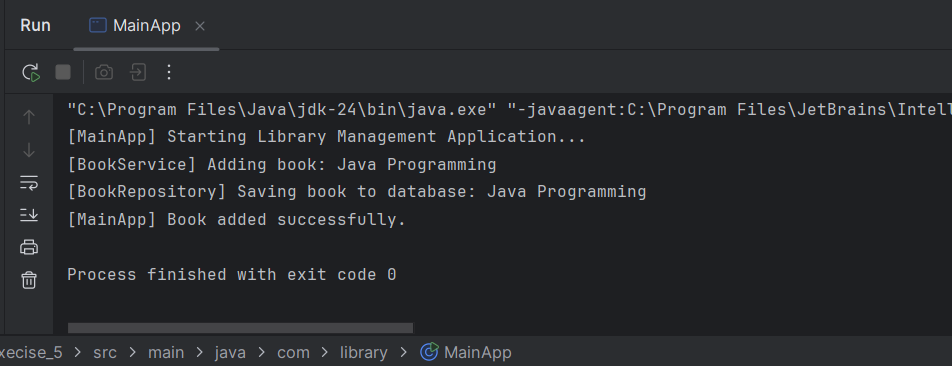 Run MainApp
"C:\Program Files\Java\jdk-24\bin\java.exe" "-javaagent:C:\Program Files\JetBrains\Intell
[MainApp] Starting Library Management Application...
[BookService] Adding book: Java Programming
[BookRepository] Saving book to database: Java Programming
[MainApp] Book added successfully.
Process finished with exit code 0
xecise_5 > src > main > java > com > library > MainApp